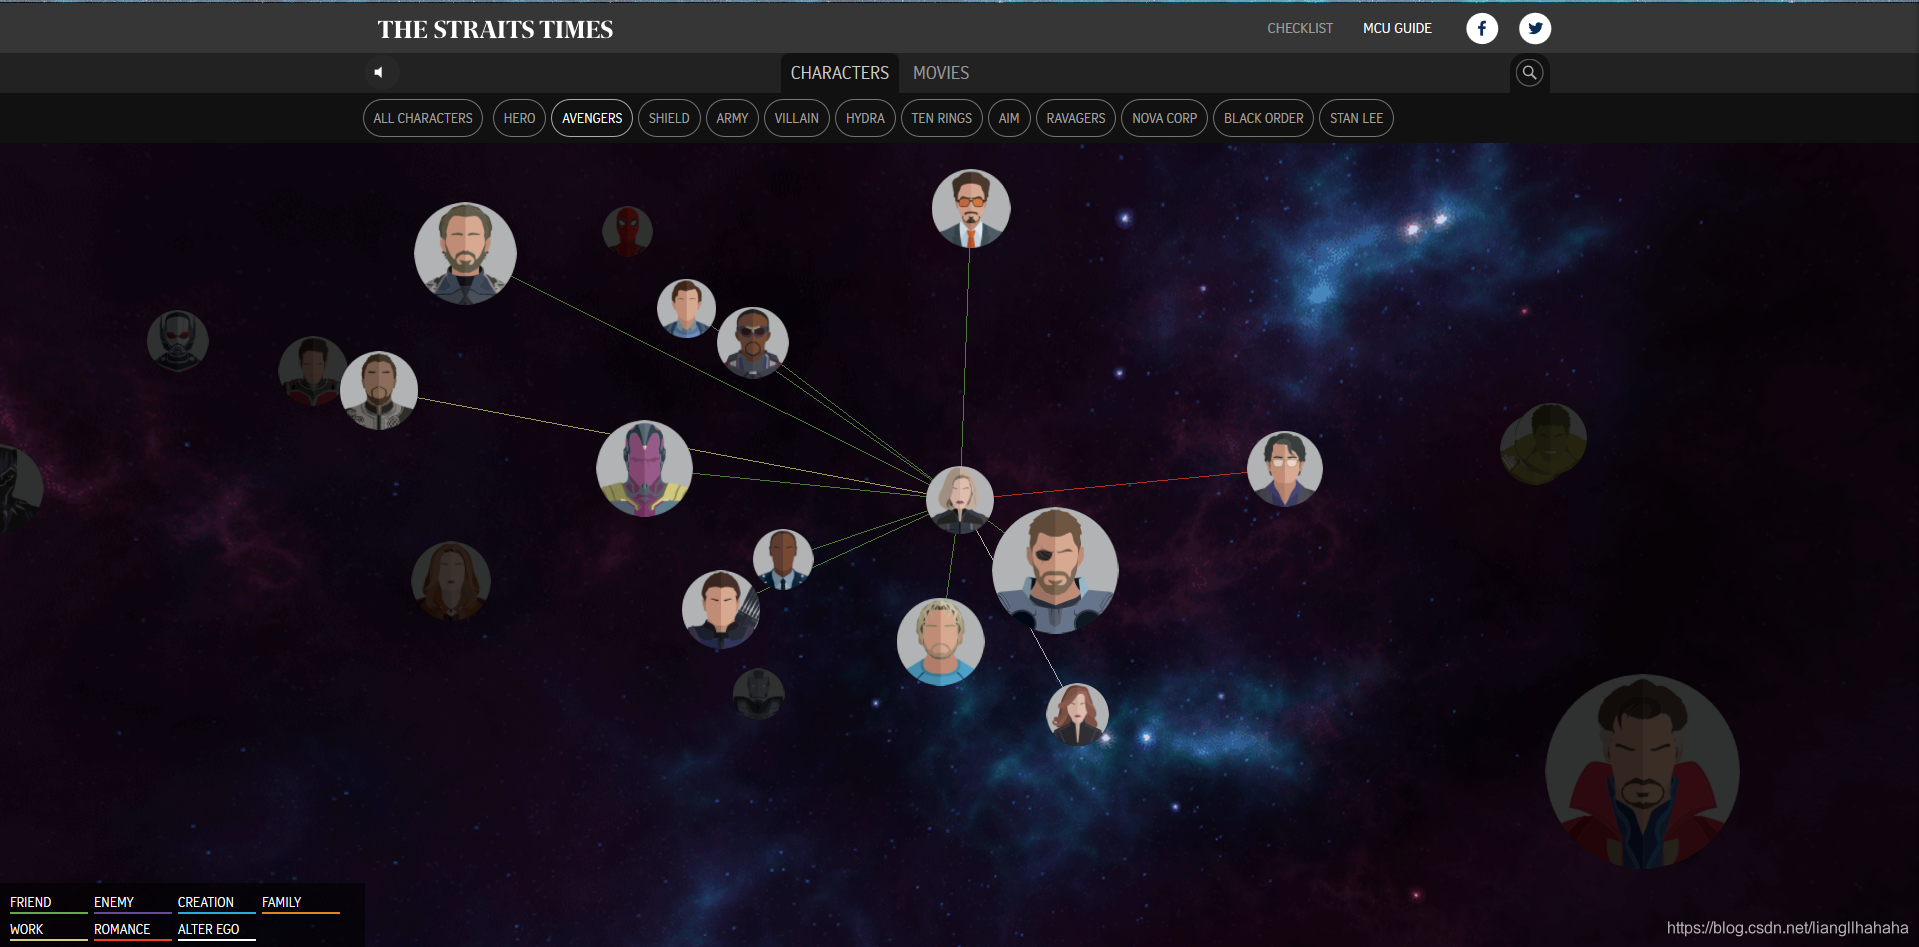 THE STRAITS TIMES
CHECKLIST MCU GUIDE
CHARACTERS MOVIES
ALL CHARACTERS HERO AVENGERS SHIELD ARMY VILLAIN HYDRA TEN RINGS AIM RAVAGERS NOVA CORP BLACK ORDER STAN LEE
FRIEND ENEMY CREATION FAMILY
WORK ROMANCE ALTER EGO
https://blog.csdn.net/liangllhahaha